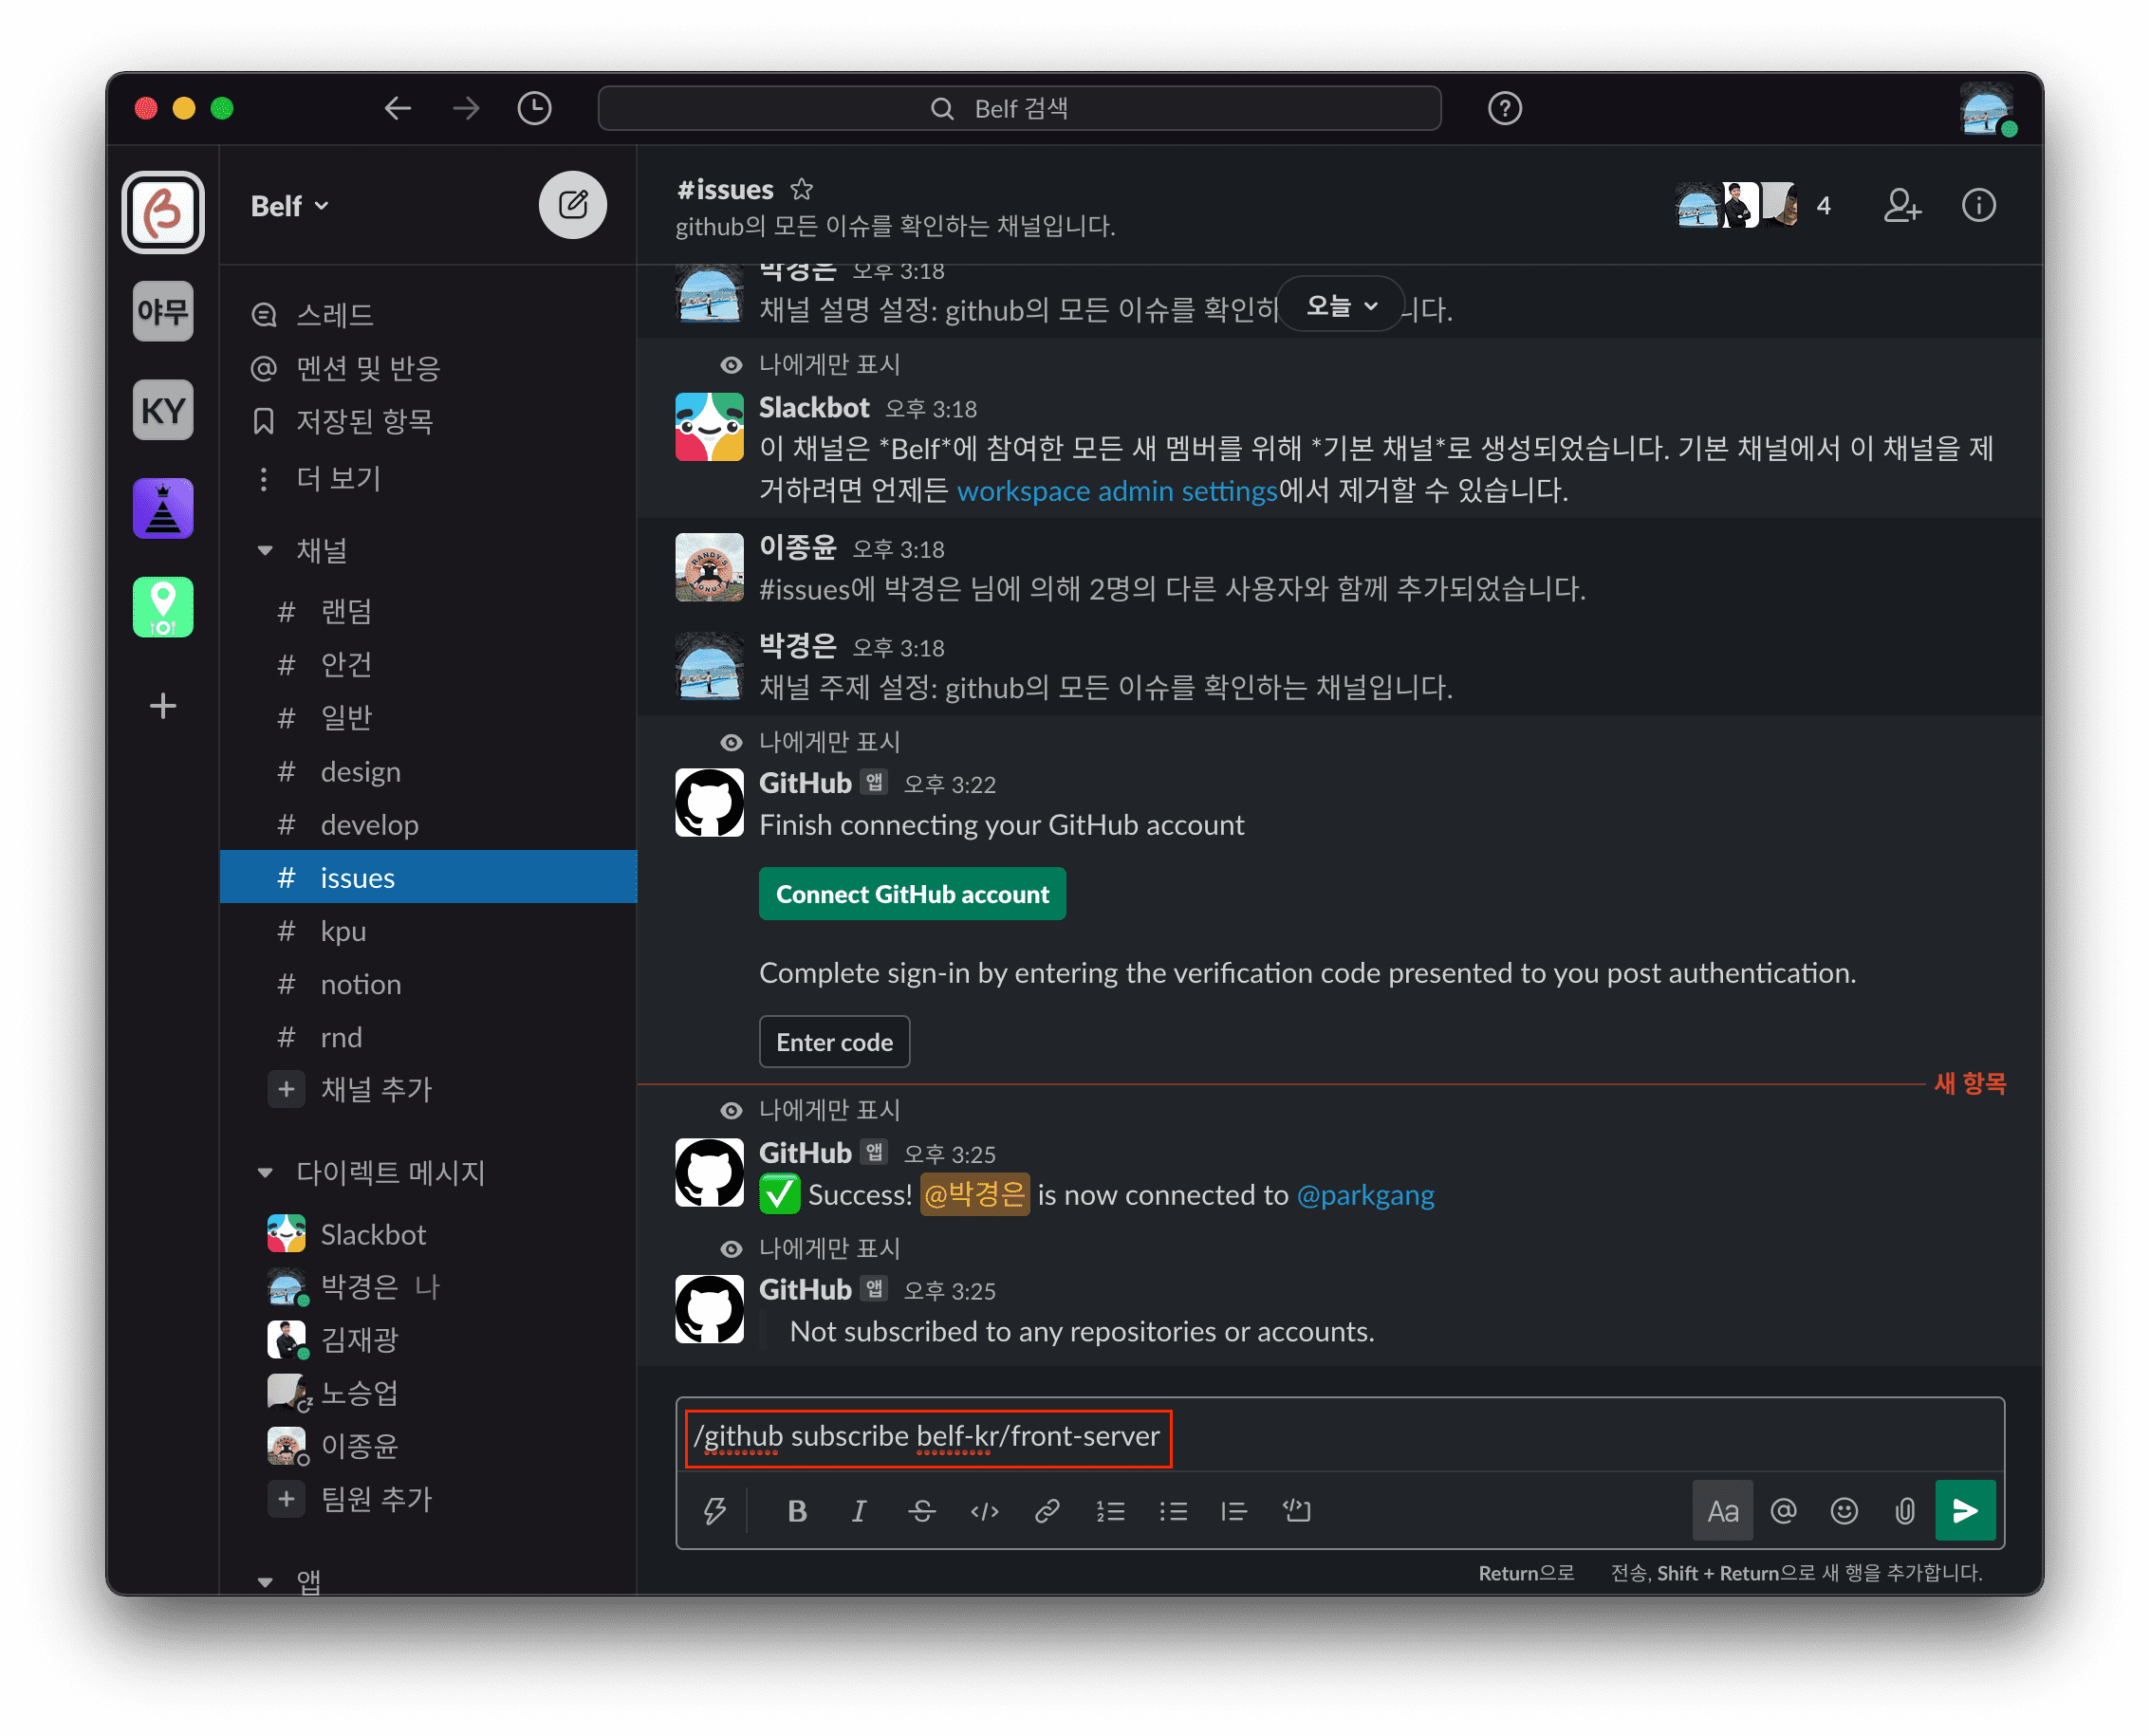 Belf 검색
Belf
야무
KY
스레드
멘션 및 반응
저장된 항목
더 보기
채널
# 랜덤
# 안건
# 일반
# design
# develop
# issues
# kpu
# notion
# rnd
+ 채널 추가
다이렉트 메시지
Slackbot
박경은 나
김재광
노승업
이종윤
+ 팀원 추가
앱
#issues
github의 모든 이슈를 확인하는 채널입니다.
4
박경은 오후 3:18
채널 설명 설정: github의 모든 이슈를 확인하 니다.
오늘
나에게만 표시
Slackbot 오후 3:18
이 채널은 *Belf*에 참여한 모든 새 멤버를 위해 *기본 채널*로 생성되었습니다. 기본 채널에서 이 채널을 제
거하려면 언제든 workspace admin settings에서 제거할 수 있습니다.
이종윤 오후 3:18
#issues에 박경은 님에 의해 2명의 다른 사용자와 함께 추가되었습니다.
박경은 오후 3:18
채널 주제 설정: github의 모든 이슈를 확인하는 채널입니다.
나에게만 표시
GitHub 앱 오후 3:22
Finish connecting your GitHub account
Connect GitHub account
Complete sign-in by entering the verification code presented to you post authentication.
Enter code
새 항목
나에게만 표시
GitHub 앱 오후 3:25
Success! @박경은 is now connected to @parkgang
나에게만 표시
GitHub 앱 오후 3:25
Not subscribed to any repositories or accounts.
/github subscribe belf-kr/front-server
B I S </> Aa @
Return으로 전송, Shift + Return으로 새 행을 추가합니다.